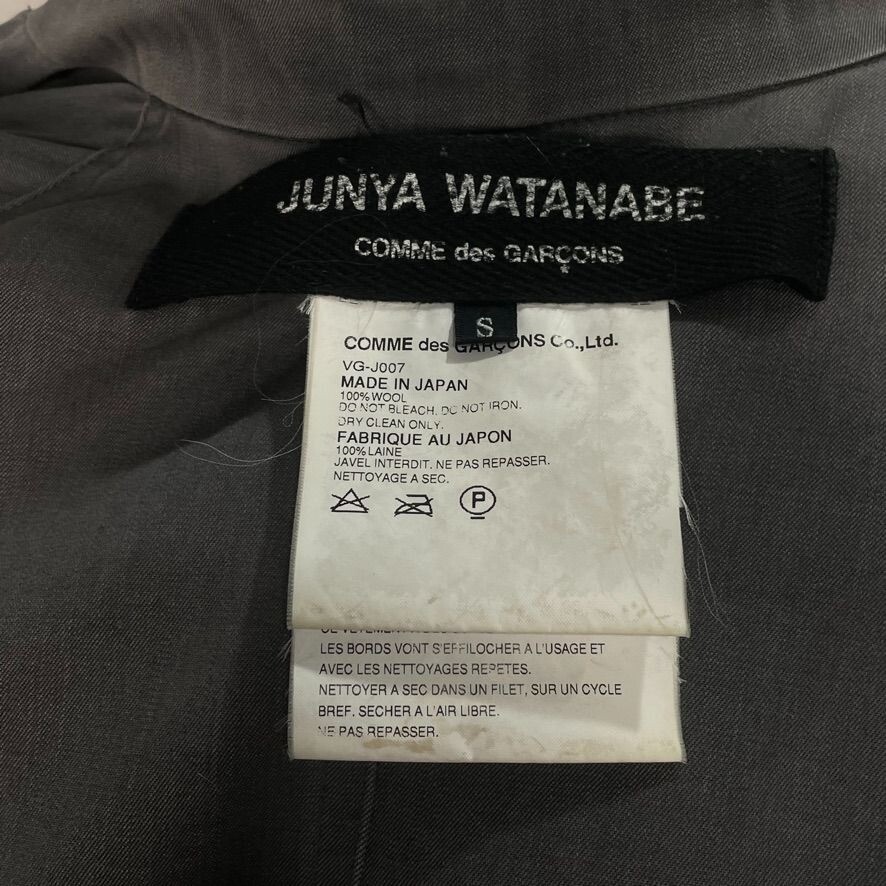 JUNYA WATANABE
COMME des GARÇONS
S
COMME des GARÇONS Co.,Ltd.
VG-J007
MADE IN JAPAN
100% WOOL
DO NOT BLEACH. DO NOT IRON.
DRY CLEAN ONLY.
FABRIQUE AU JAPON
100% LAINE
JAVEL INTERDIT. NE PAS REPASSER.
NETTOYAGE A SEC.
P
LES BORDS VONT S'EFFILOCHER A L'USAGE ET
AVEC LES NETTOYAGES REPETES.
NETTOYER A SEC DANS UN FILET, SUR UN CYCLE
BREF. SECHER A L'AIR LIBRE.
NE PAS REPASSER.